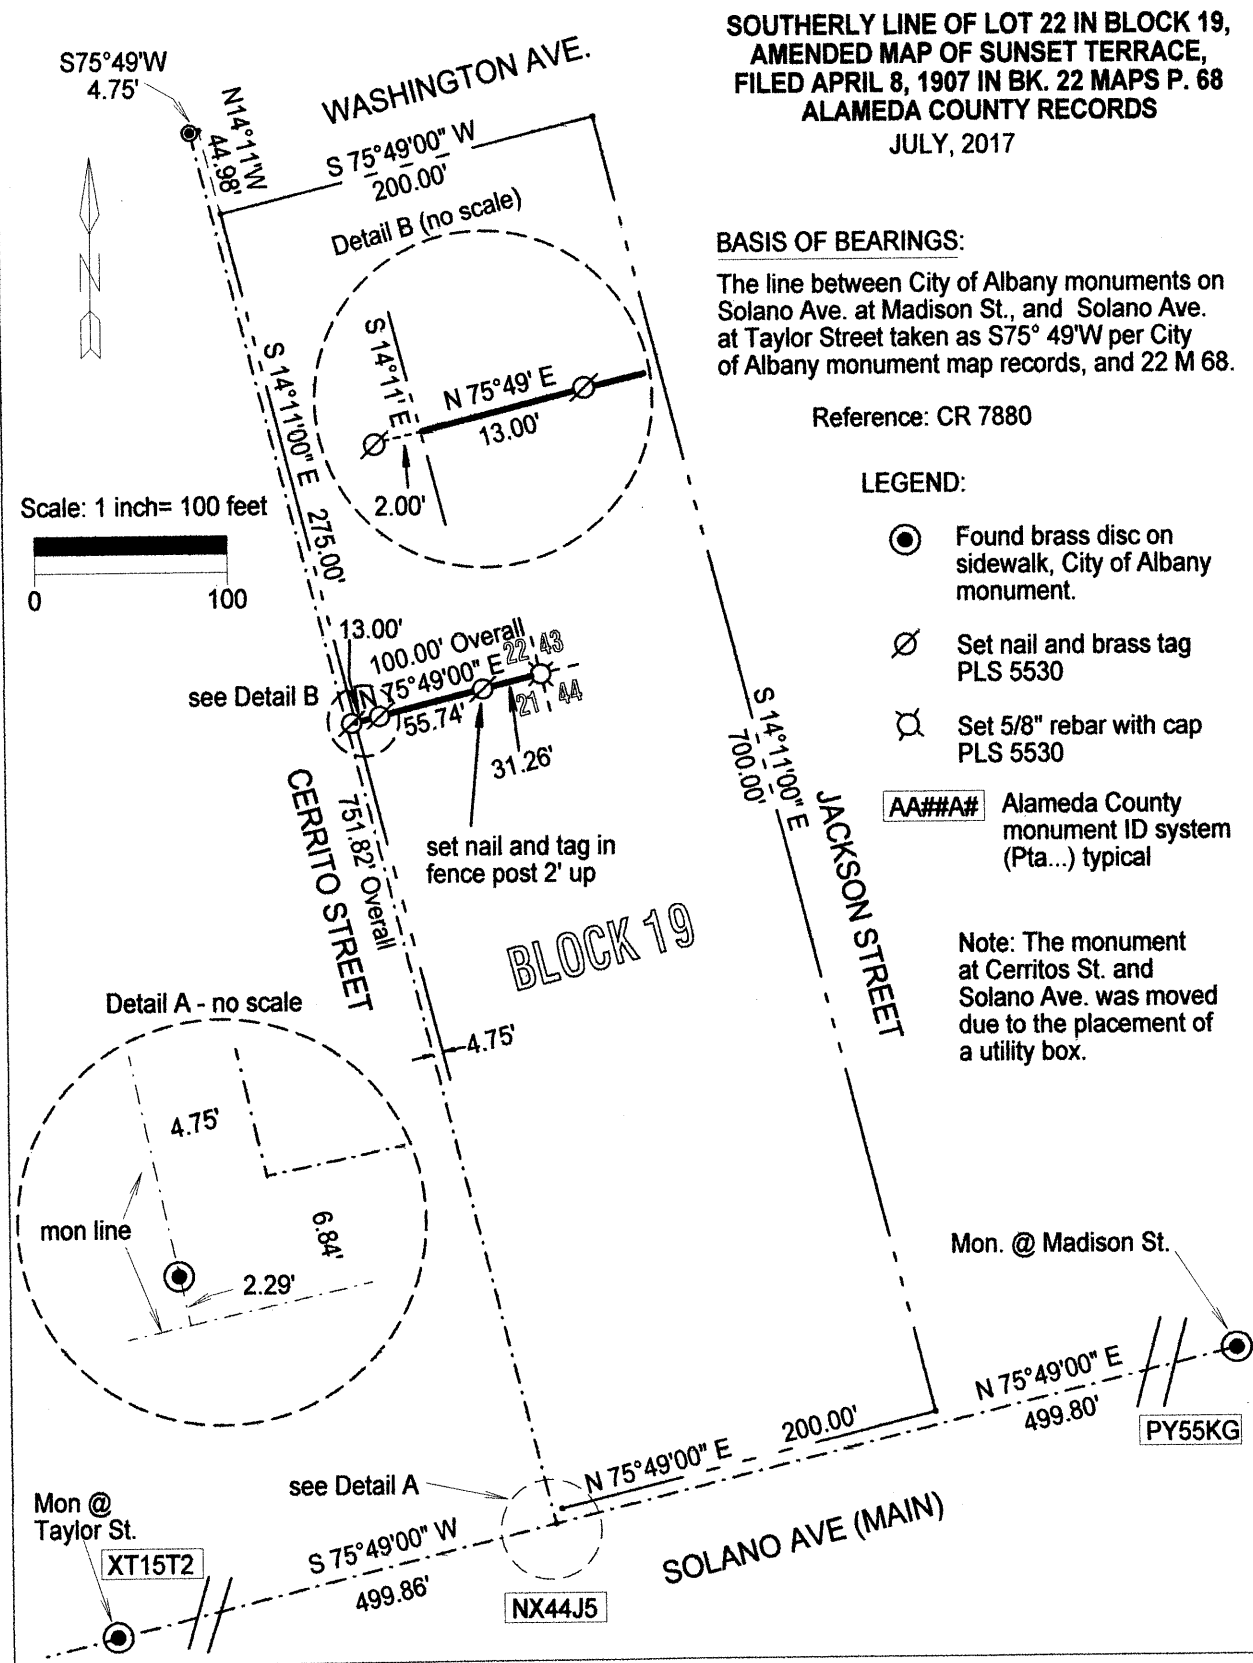 SOUTHERLY LINE OF LOT 22 IN BLOCK 19,
AMENDED MAP OF SUNSET TERRACE,
FILED APRIL 8, 1907 IN BK. 22 MAPS P. 68
ALAMEDA COUNTY RECORDS
JULY, 2017
S75°49'W
4.75'
N14°11'W
44.98'
WASHINGTON AVE.
S 75°49'00" W
200.00'
N
Detail B (no scale)
S 14°11' E
N 75°49' E
13.00'
2.00'
BASIS OF BEARINGS:
The line between City of Albany monuments on
Solano Ave. at Madison St., and Solano Ave.
at Taylor Street taken as S75° 49'W per City
of Albany monument map records, and 22 M 68.
Reference: CR 7880
S 14°11'00" E 275.00'
Scale: 1 inch= 100 feet
0 100
LEGEND:
Found brass disc on
sidewalk, City of Albany
monument.
Set nail and brass tag
PLS 5530
Set 5/8" rebar with cap
PLS 5530
AA##A#
Alameda County
monument ID system
(Pta...) typical
Note: The monument
at Cerritos St. and
Solano Ave. was moved
due to the placement of
a utility box.
13.00'
100.00' Overall
N 75°49'00" E
22 43
21 44
see Detail B
55.74'
31.26'
set nail and tag in
fence post 2' up
S 14°11'00" E
700.00'
CERRITO STREET
751.82' Overall
JACKSON STREET
BLOCK 19
4.75'
Detail A - no scale
4.75'
mon line
6.84'
2.29'
Mon. @ Madison St.
N 75°49'00" E
499.80'
PY55KG
N 75°49'00" E 200.00'
see Detail A
Mon @
Taylor St.
XT15T2
S 75°49'00" W
499.86'
NX44J5
SOLANO AVE (MAIN)